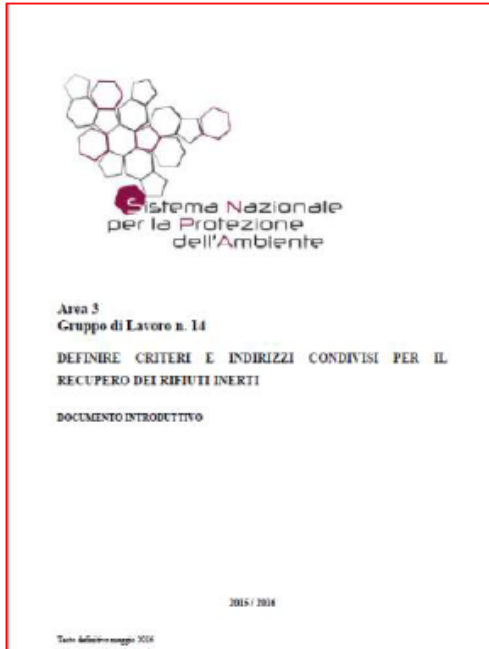 Sistema Nazionale
per la Protezione
dell'Ambiente
Area 3
Gruppo di Lavoro n. 14
DEFINIRE CRITERI E INDIRIZZI CONDIVISI PER IL
RECUPERO DEI RIFIUTI INERTI
DOCUMENTO INTRODUTTIVO
2015 / 2016
Testo definitivo maggio 2016